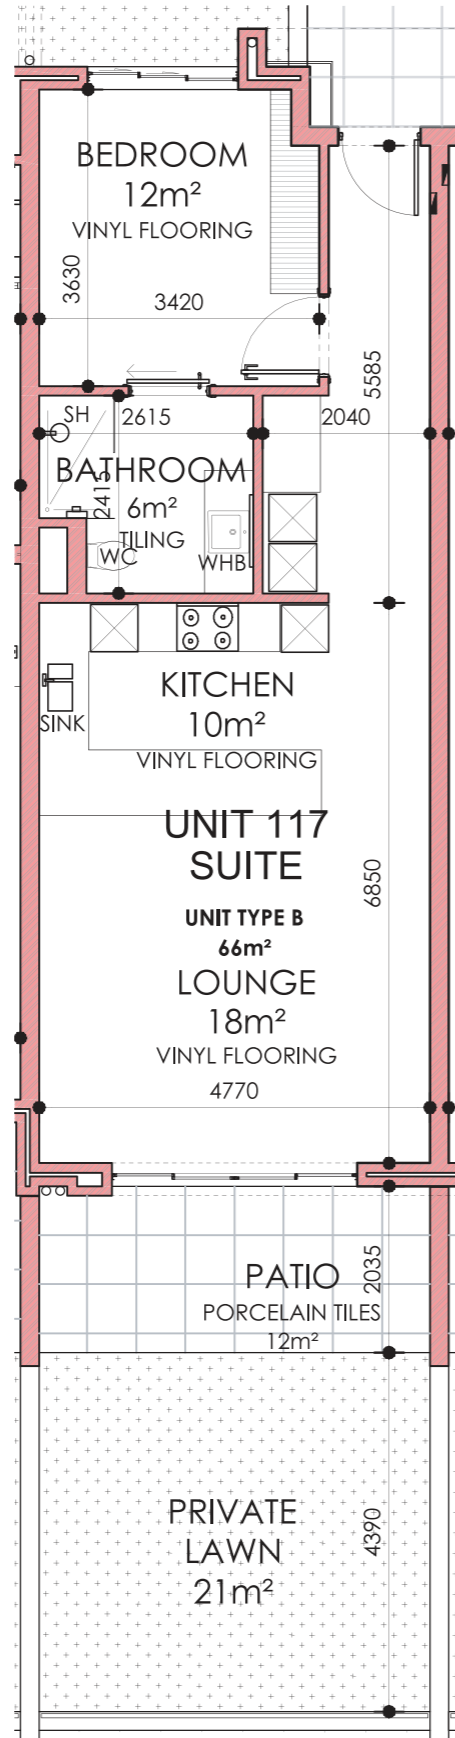 BEDROOM
12m²
VINYL FLOORING
3630
3420
5585
SH
2615
2040
BATHROOM
2415
6m²
TILING
WC
WHB
KITCHEN
10m²
SINK
VINYL FLOORING
UNIT 117
SUITE
6850
UNIT TYPE B
66m²
LOUNGE
18m²
VINYL FLOORING
4770
PATIO
2035
PORCELAIN TILES
12m²
PRIVATE
LAWN
4390
21m²